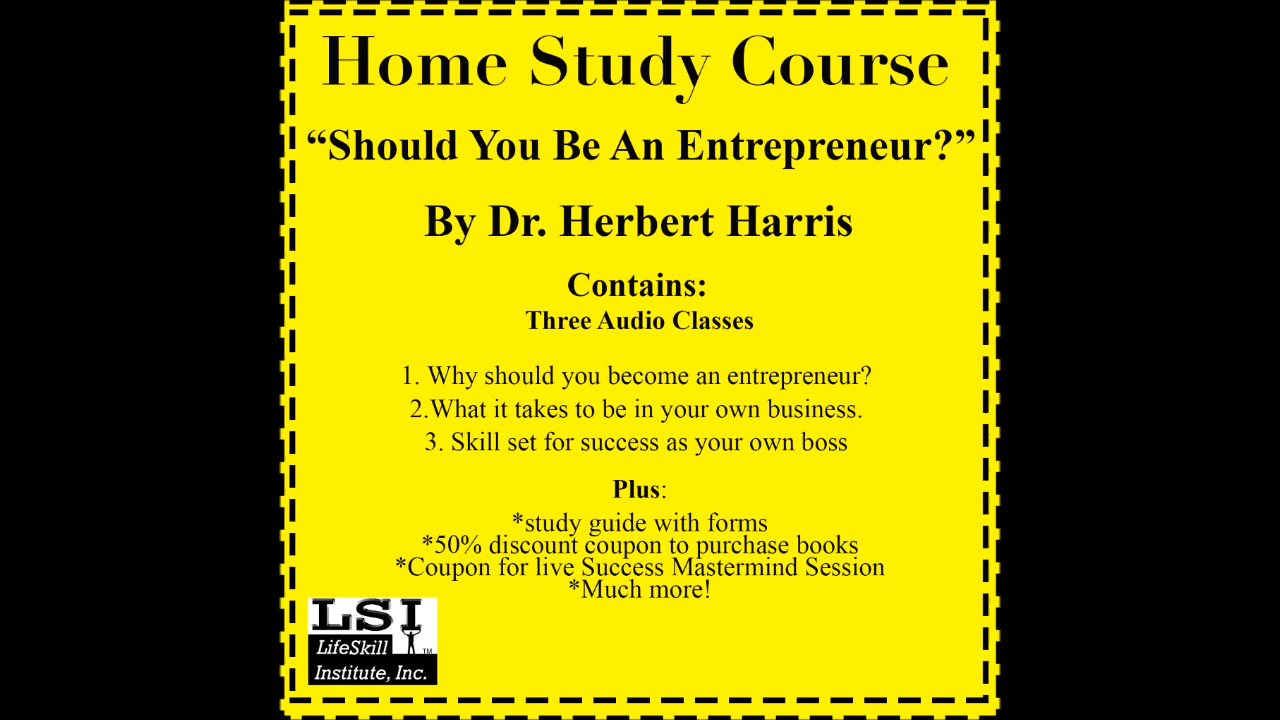 Home Study Course
“Should You Be An Entrepreneur?”
By Dr. Herbert Harris
Contains:
Three Audio Classes
1. Why should you become an entrepreneur?
2.What it takes to be in your own business.
3. Skill set for success as your own boss
Plus:
*study guide with forms
*50% discount coupon to purchase books
*Coupon for live Success Mastermind Session
*Much more!
LSI
LifeSkill TM
Institute, Inc.